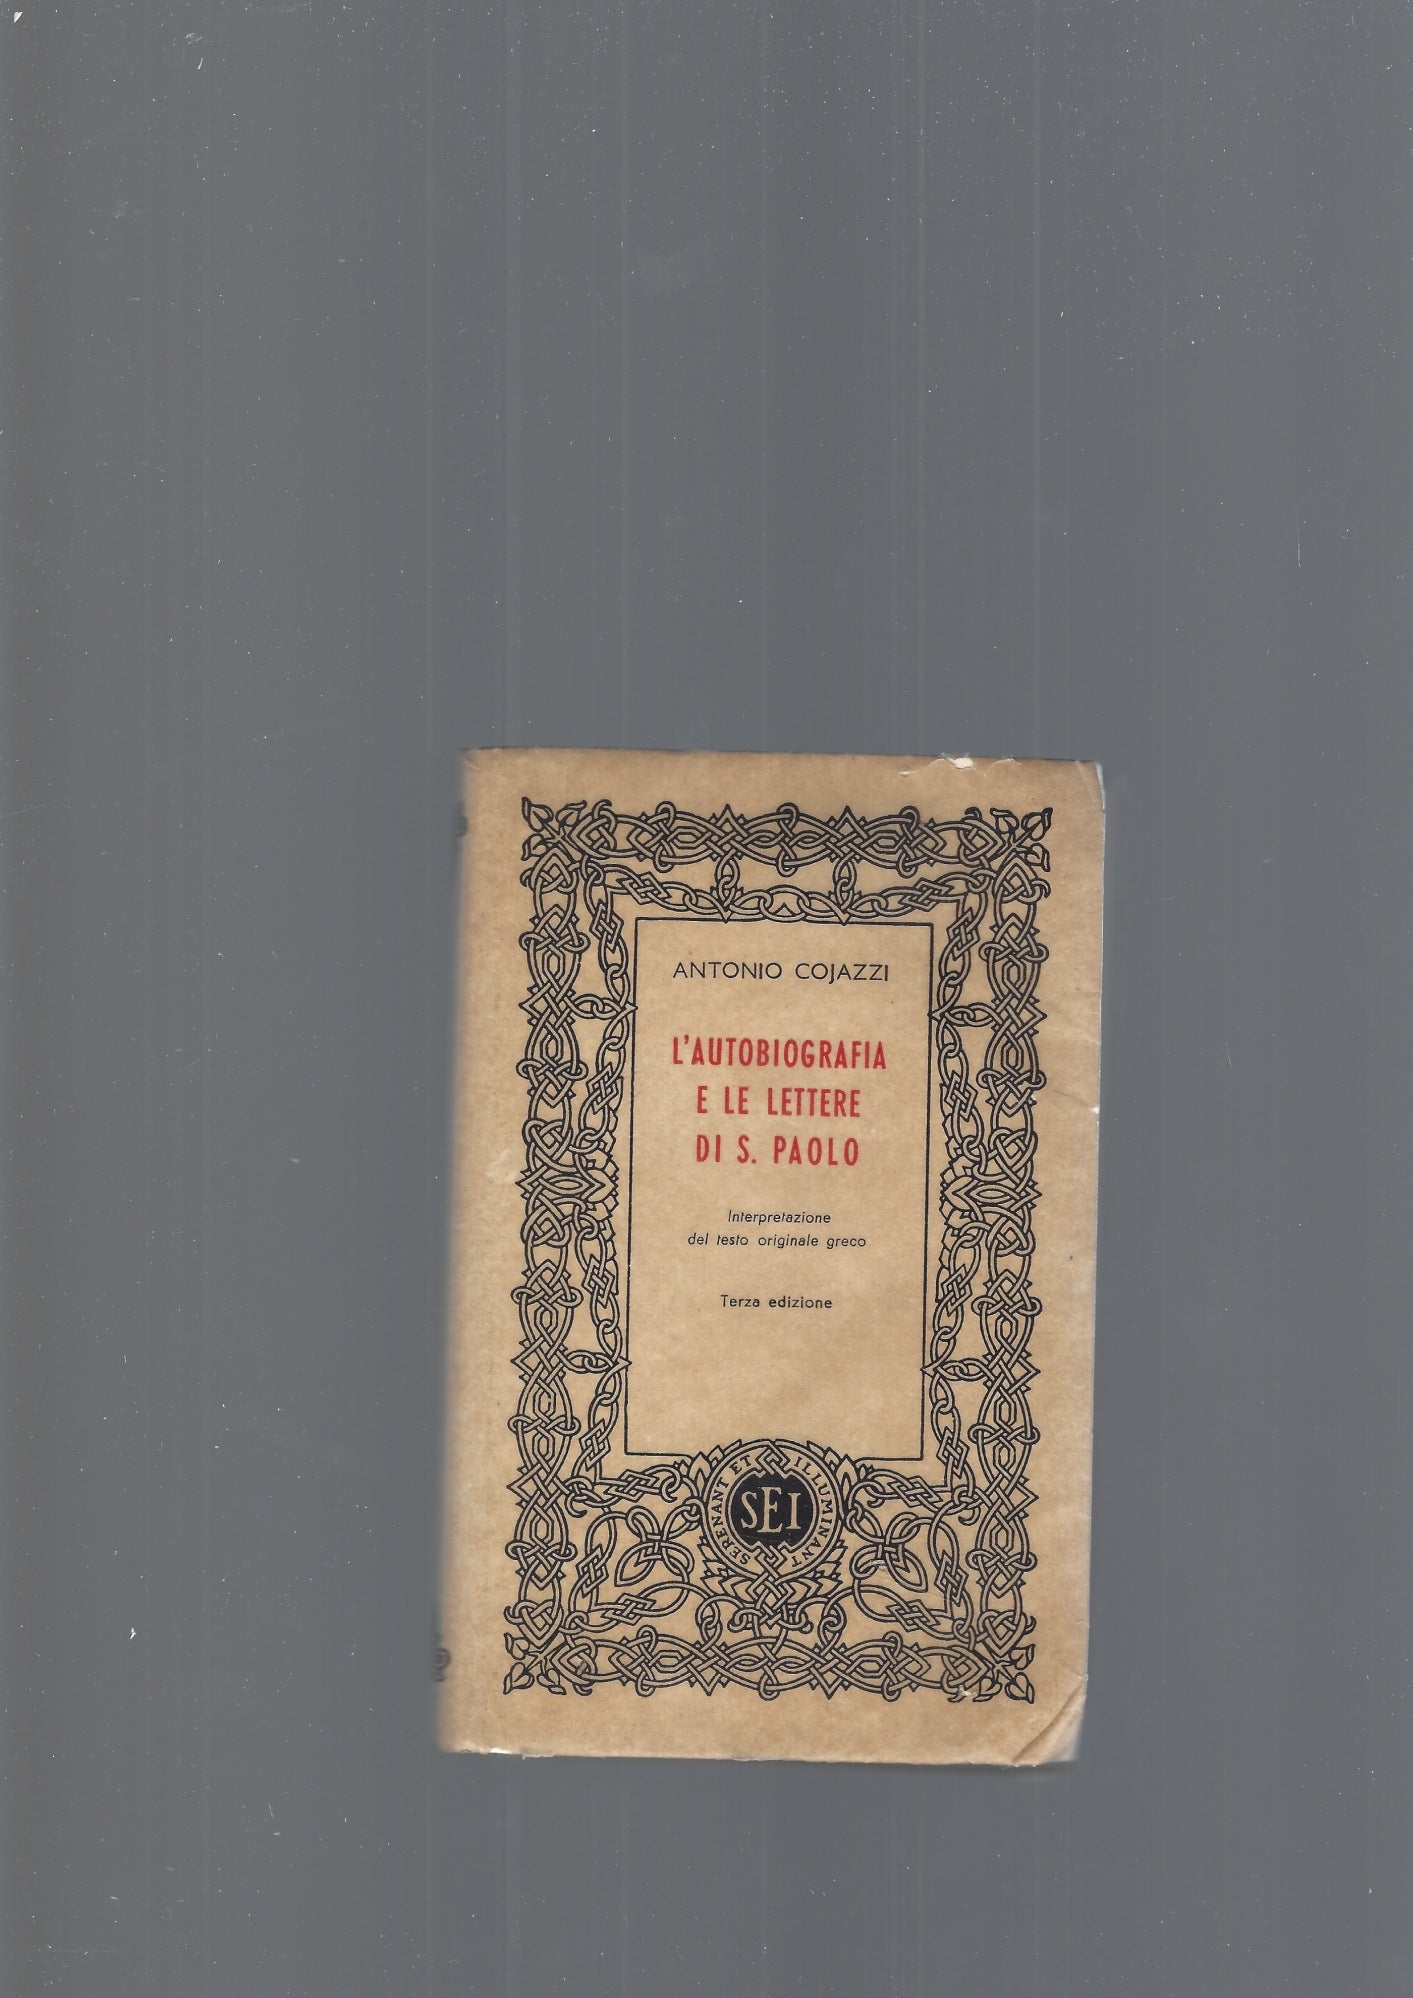 ANTONIO COJAZZI
L'AUTOBIOGRAFIA
E LE LETTERE
DI S. PAOLO
Interpretazione
del testo originale greco
Terza edizione
SERENANT ET ILLUMINANT
SEI